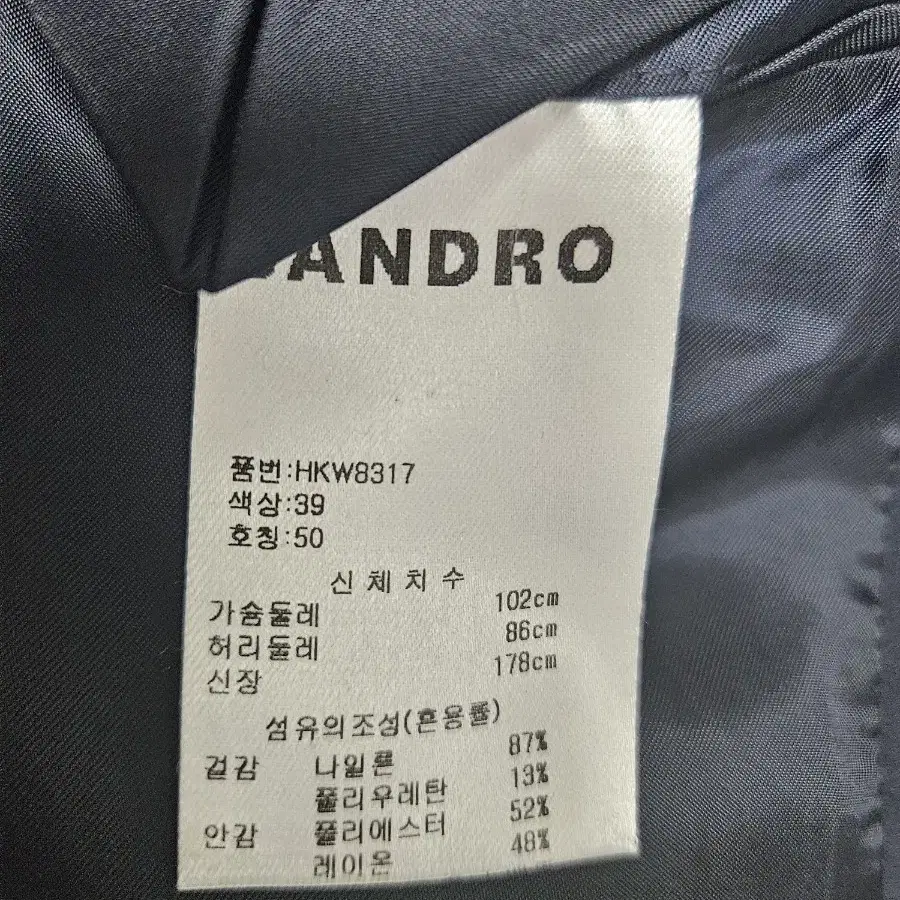 SANDRO
품번:HKW8317
색상:39
호칭:50
신체치수
가슴둘레 102cm
허리둘레 86cm
신장 178cm
섬유의조성(혼용률)
겉감 나일론 87%
폴리우레탄 13%
안감 폴리에스터 52%
레이온 48%